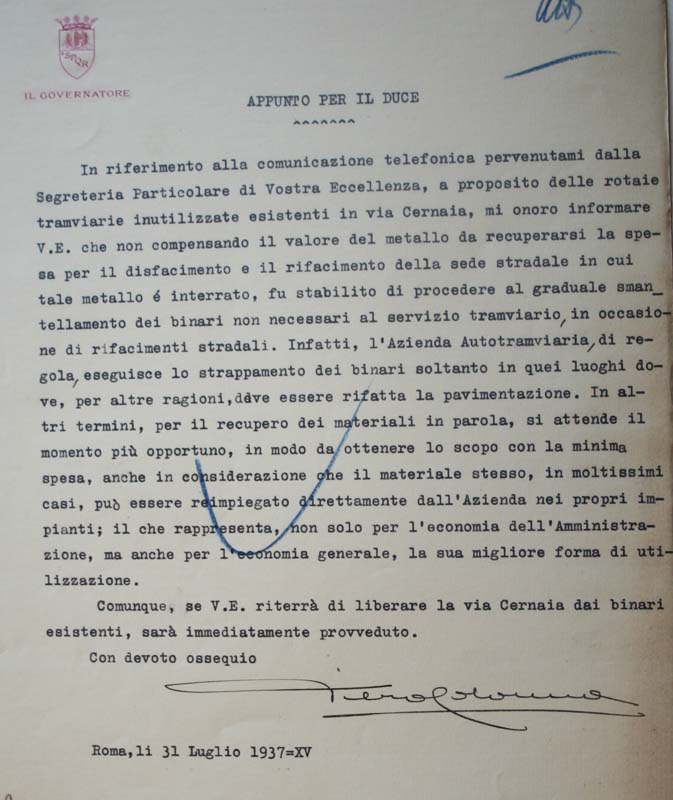 SPQR
IL GOVERNATORE
APPUNTO PER IL DUCE
^^^^^^^
In riferimento alla comunicazione telefonica pervenutami dalla
Segreteria Particolare di Vostra Eccellenza, a proposito delle rotaie
tramviarie inutilizzate esistenti in via Cernaia, mi onoro informare
V.E. che non compensando il valore del metallo da recuperarsi la spe-
sa per il disfacimento e il rifacimento della sede stradale in cui
tale metallo é interrato, fu stabilito di procedere al graduale sman_
tellamento dei binari non necessari al servizio tramviario, in occasio-
ne di rifacimenti stradali. Infatti, l'Azienda Autotramviaria, di re-
gola, eseguisce lo strappamento dei binari soltanto in quei luoghi do-
ve, per altre ragioni, deve essere rifatta la pavimentazione. In al-
tri termini, per il recupero dei materiali in parola, si attende il
momento più opportuno, in modo da ottenere lo scopo con la minima
spesa, anche in considerazione che il materiale stesso, in moltissimi
casi, può essere reimpiegato direttamente dall'Azienda nei propri im-
pianti; il che rappresenta, non solo per l'economia dell'Amministra-
zione, ma anche per l'economia generale, la sua migliore forma di uti-
lizzazione.
Comunque, se V.E. riterrà di liberare la via Cernaia dai binari
esistenti, sarà immediatamente provveduto.
Con devoto ossequio
Piero Colonna
Roma, li 31 Luglio 1937=XV